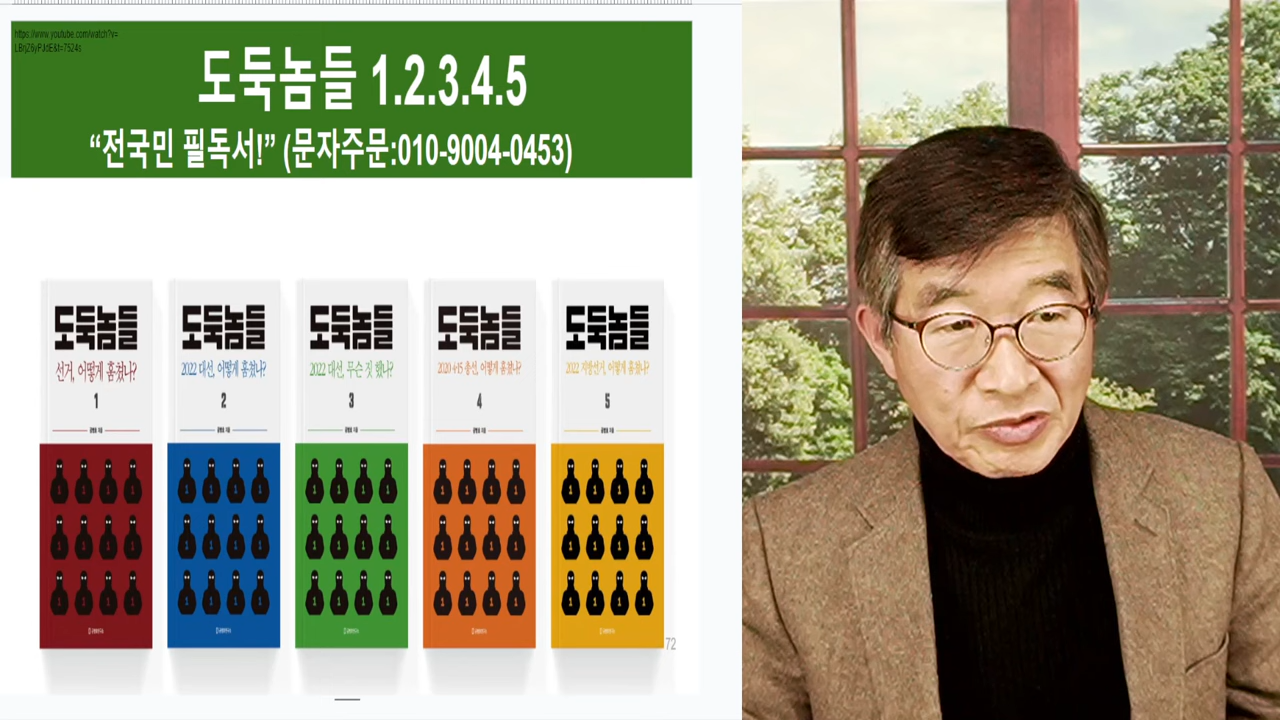 https://www.youtube.com/watch?v=
LBrjZ6yPJdE&t=7524s
도둑놈들 1.2.3.4.5
“전국민 필독서!” (문자주문:010-9004-0453)
도둑놈들
선거, 어떻게 훔쳤나?
1
도둑놈들
2022 대선, 어떻게 훔쳤나?
2
도둑놈들
2022 대선, 무슨 짓 했나?
3
도둑놈들
2020 4·15 총선, 어떻게 훔쳤나?
4
도둑놈들
2022 지방선거, 어떻게 훔쳤나?
5
72